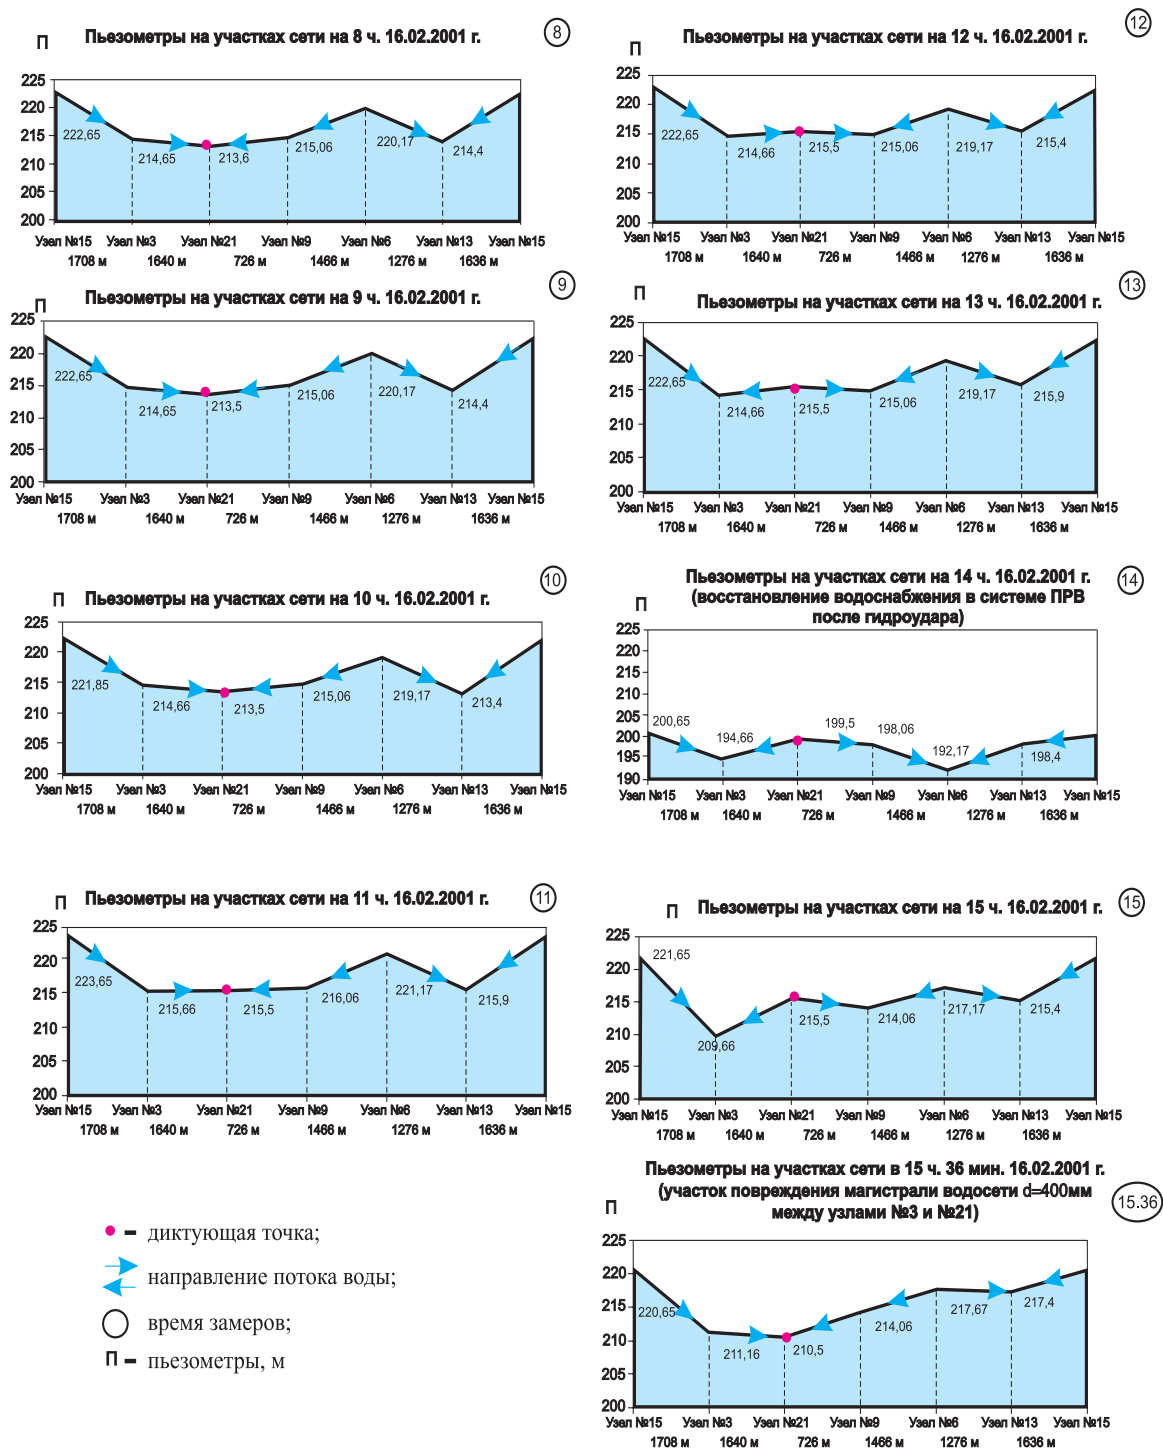 П
Пьезометры на участках сети на 8 ч. 16.02.2001 г.
8
225
220
215
210
205
200
222,65
214,65
213,6
215,06
220,17
214,4
Узел №15 Узел №3 Узел №21 Узел №9 Узел №6 Узел №13 Узел №15
1708 м 1640 м 726 м 1466 м 1276 м 1636 м
П
Пьезометры на участках сети на 9 ч. 16.02.2001 г.
9
225
220
215
210
205
200
222,65
214,65
213,5
215,06
220,17
214,4
Узел №15 Узел №3 Узел №21 Узел №9 Узел №6 Узел №13 Узел №15
1708 м 1640 м 726 м 1466 м 1276 м 1636 м
П
Пьезометры на участках сети на 10 ч. 16.02.2001 г.
10
225
220
215
210
205
200
221,85
214,66
213,5
215,06
219,17
213,4
Узел №15 Узел №3 Узел №21 Узел №9 Узел №6 Узел №13 Узел №15
1708 м 1640 м 726 м 1466 м 1276 м 1636 м
П
Пьезометры на участках сети на 11 ч. 16.02.2001 г.
11
225
220
215
210
205
200
223,65
215,66
215,5
216,06
221,17
215,9
Узел №15 Узел №3 Узел №21 Узел №9 Узел №6 Узел №13 Узел №15
1708 м 1640 м 726 м 1466 м 1276 м 1636 м
– диктующая точка;
направление потока воды;
время замеров;
П – пьезометры, м
П
Пьезометры на участках сети на 12 ч. 16.02.2001 г.
12
225
220
215
210
205
200
222,65
214,66
215,5
215,06
219,17
215,4
Узел №15 Узел №3 Узел №21 Узел №9 Узел №6 Узел №13 Узел №15
1708 м 1640 м 726 м 1466 м 1276 м 1636 м
П
Пьезометры на участках сети на 13 ч. 16.02.2001 г.
13
225
220
215
210
205
200
222,65
214,66
215,5
215,06
219,17
215,9
Узел №15 Узел №3 Узел №21 Узел №9 Узел №6 Узел №13 Узел №15
1708 м 1640 м 726 м 1466 м 1276 м 1636 м
П
Пьезометры на участках сети на 14 ч. 16.02.2001 г.
(восстановление водоснабжения в системе ПРВ
после гидроудара)
14
225
220
215
210
205
200
195
190
200,65
194,66
199,5
198,06
192,17
198,4
Узел №15 Узел №3 Узел №21 Узел №9 Узел №6 Узел №13 Узел №15
1708 м 1640 м 726 м 1466 м 1276 м 1636 м
П
Пьезометры на участках сети на 15 ч. 16.02.2001 г.
15
225
220
215
210
205
200
221,65
209,66
215,5
214,06
217,17
215,4
Узел №15 Узел №3 Узел №21 Узел №9 Узел №6 Узел №13 Узел №15
1708 м 1640 м 726 м 1466 м 1276 м 1636 м
П
Пьезометры на участках сети в 15 ч. 36 мин. 16.02.2001 г.
(участок повреждения магистрали водосети d=400мм
между узлами №3 и №21)
15.36
225
220
215
210
205
200
220,65
211,16
210,5
214,06
217,67
217,4
Узел №15 Узел №3 Узел №21 Узел №9 Узел №6 Узел №13 Узел №15
1708 м 1640 м 726 м 1466 м 1276 м 1636 м